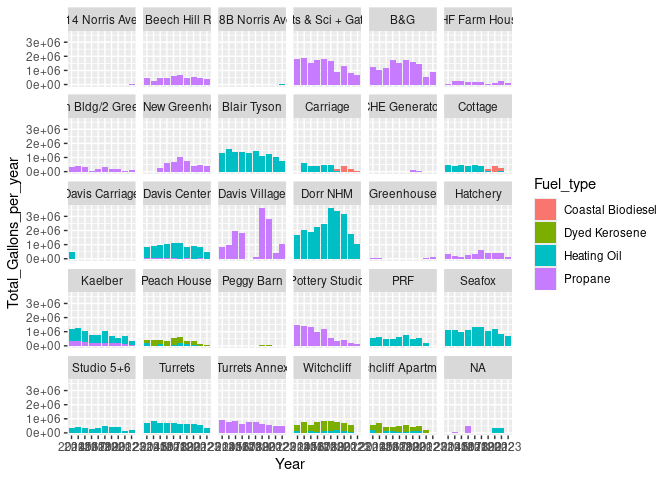 14 Norris Ave
Beech Hill R
8B Norris Av
ts & Sci + Gat
B&G
HF Farm Hous
3e+06
2e+06
1e+06
0e+00
n Bldg/2 Gree
New Greenho
Blair Tyson
Carriage
CHE Generato
Cottage
3e+06
2e+06
1e+06
0e+00
Davis Carriage
Davis Center
Davis Village
Dorr NHM
Greenhouse
Hatchery
3e+06
2e+06
1e+06
0e+00
Kaelber
Peach House
Peggy Barn
Pottery Studio
PRF
Seafox
3e+06
2e+06
1e+06
0e+00
Studio 5+6
Turrets
Turrets Annex
Witchcliff
hcliff Apartm
NA
3e+06
2e+06
1e+06
0e+00
Year
Total_Gallons_per_year
Fuel_type
Coastal Biodiesel
Dyed Kerosene
Heating Oil
Propane